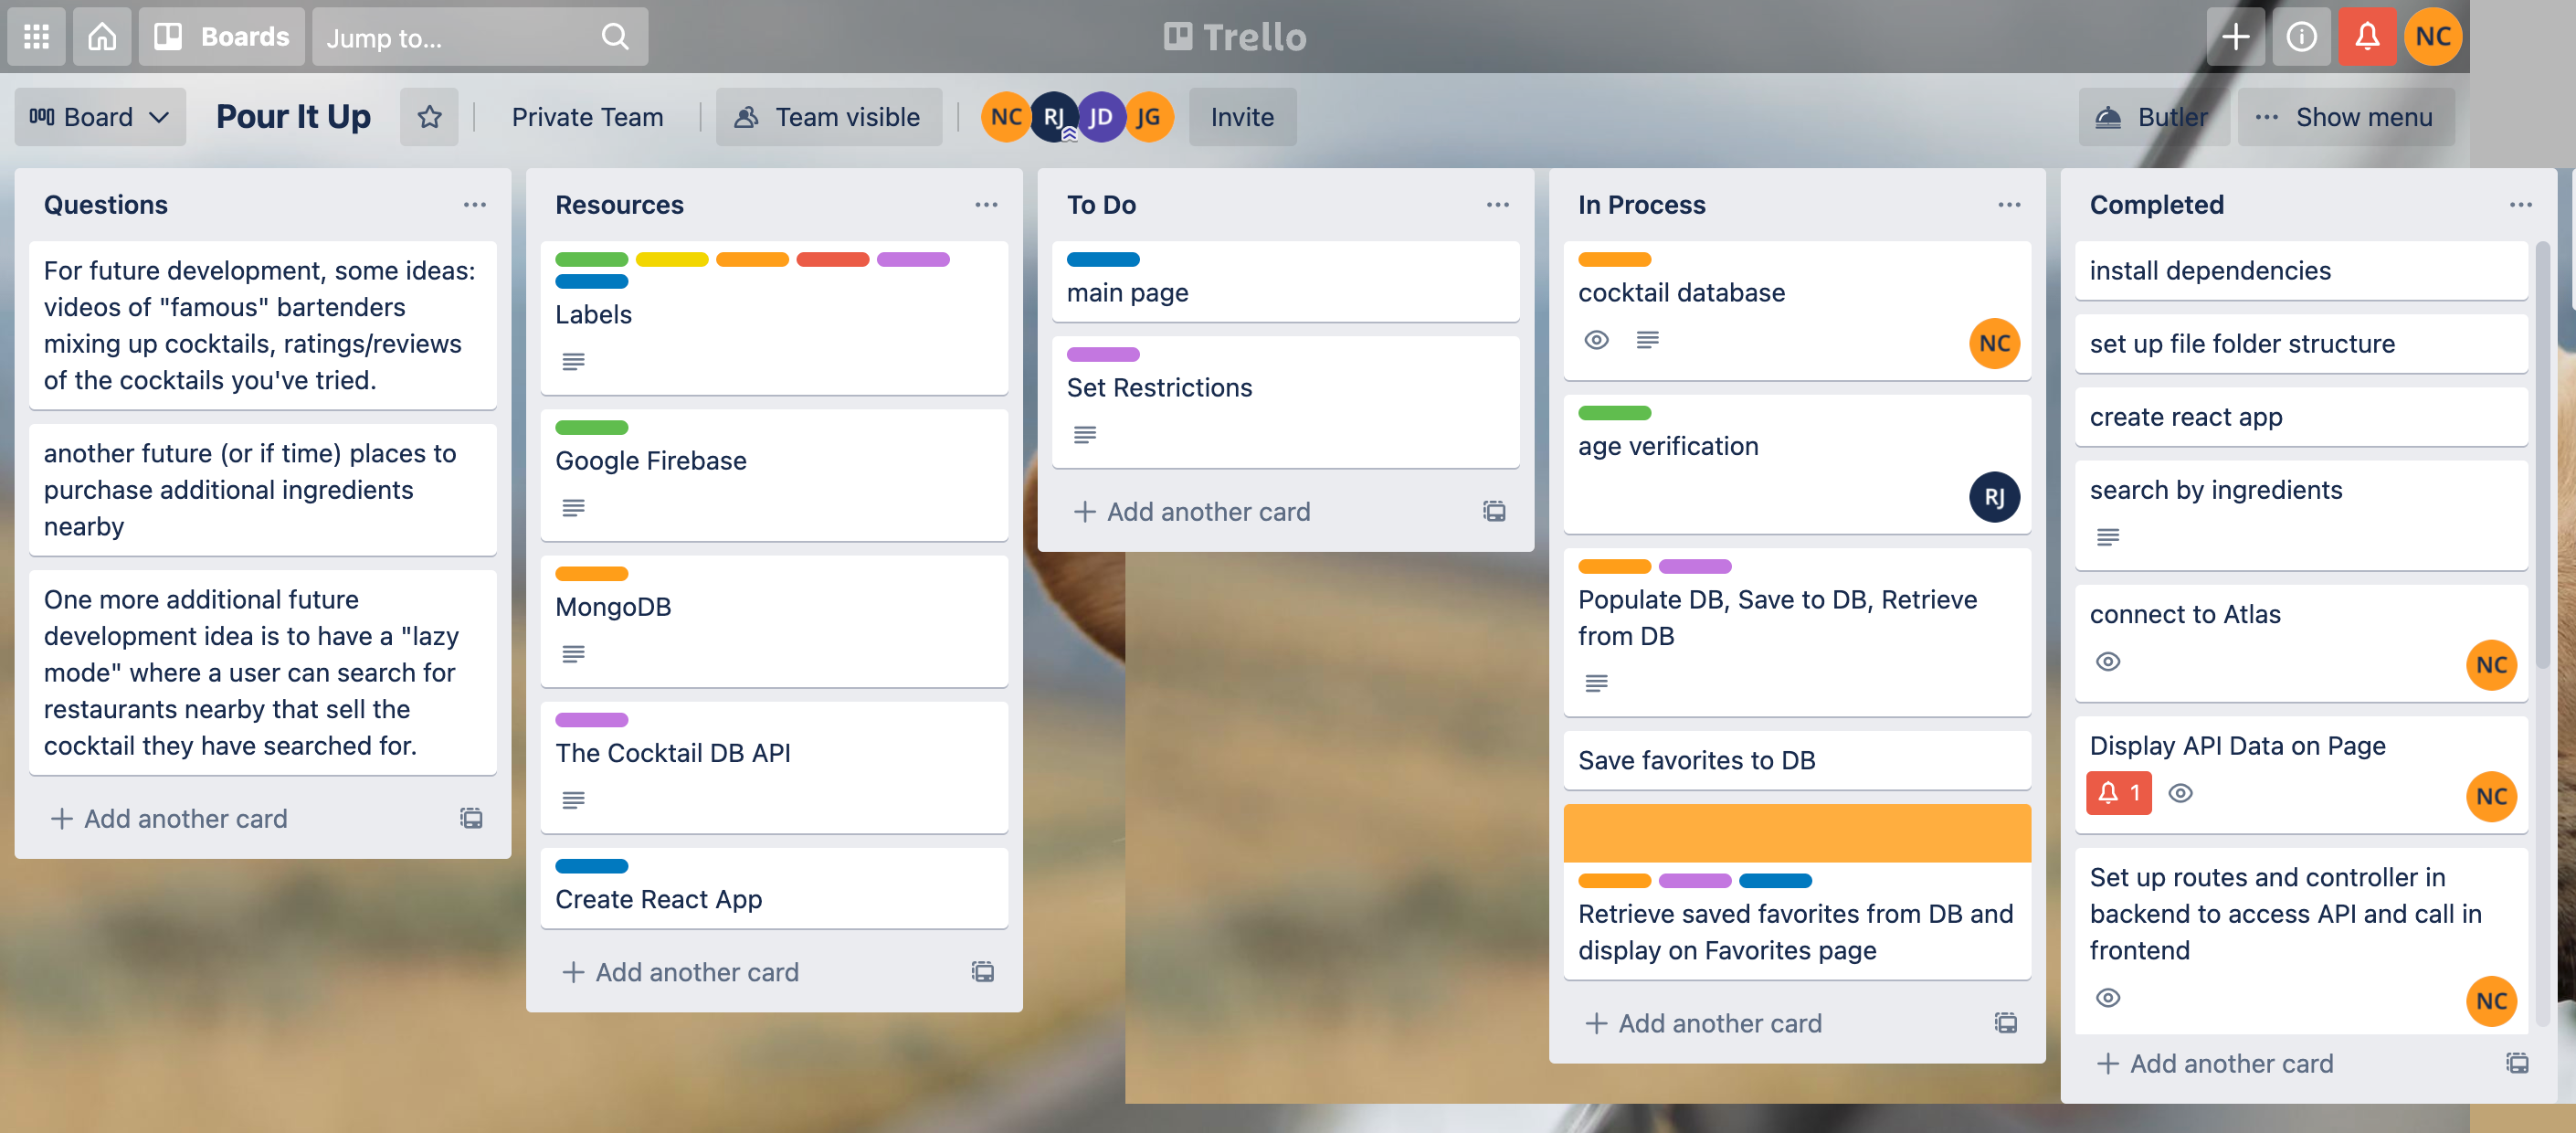 Boards
Jump to...
Trello
NC
Board
Pour It Up
Private Team
Team visible
NC RJ JD JG
Invite
Butler
Show menu
Questions
For future development, some ideas:
videos of "famous" bartenders
mixing up cocktails, ratings/reviews
of the cocktails you've tried.
another future (or if time) places to
purchase additional ingredients
nearby
One more additional future
development idea is to have a "lazy
mode" where a user can search for
restaurants nearby that sell the
cocktail they have searched for.
+ Add another card
Resources
Labels
Google Firebase
MongoDB
The Cocktail DB API
Create React App
+ Add another card
To Do
main page
Set Restrictions
+ Add another card
In Process
cocktail database
NC
age verification
RJ
Populate DB, Save to DB, Retrieve
from DB
Save favorites to DB
Retrieve saved favorites from DB and
display on Favorites page
+ Add another card
Completed
install dependencies
set up file folder structure
create react app
search by ingredients
connect to Atlas
NC
Display API Data on Page
1
NC
Set up routes and controller in
backend to access API and call in
frontend
NC
+ Add another card